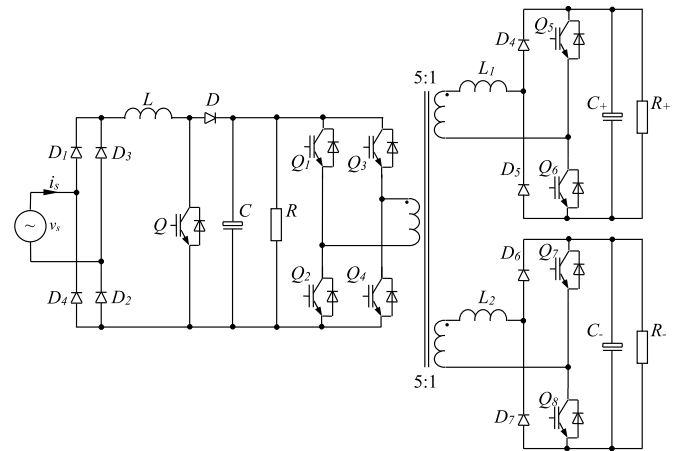 Q5
D4
5:1
L1
C+
R+
L
D
D1
D3
Q1
Q3
D5
Q6
is
~
vs
Q
C
R
D6
Q7
D4
D2
Q2
Q4
L2
C-
R-
5:1
D7
Q8